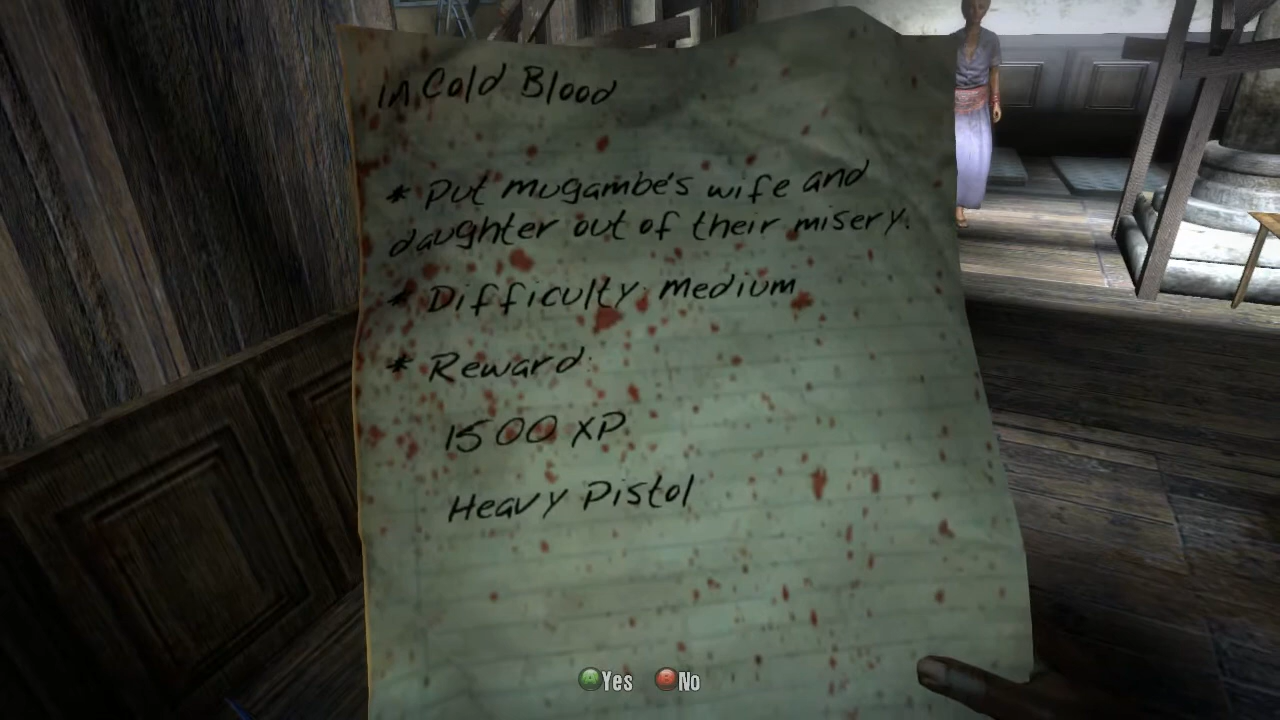 in Cold Blood
* Put mugambe's wife and
daughter out of their misery.
* Difficulty: medium
* Reward:
1500 XP
Heavy Pistol
A Yes B No